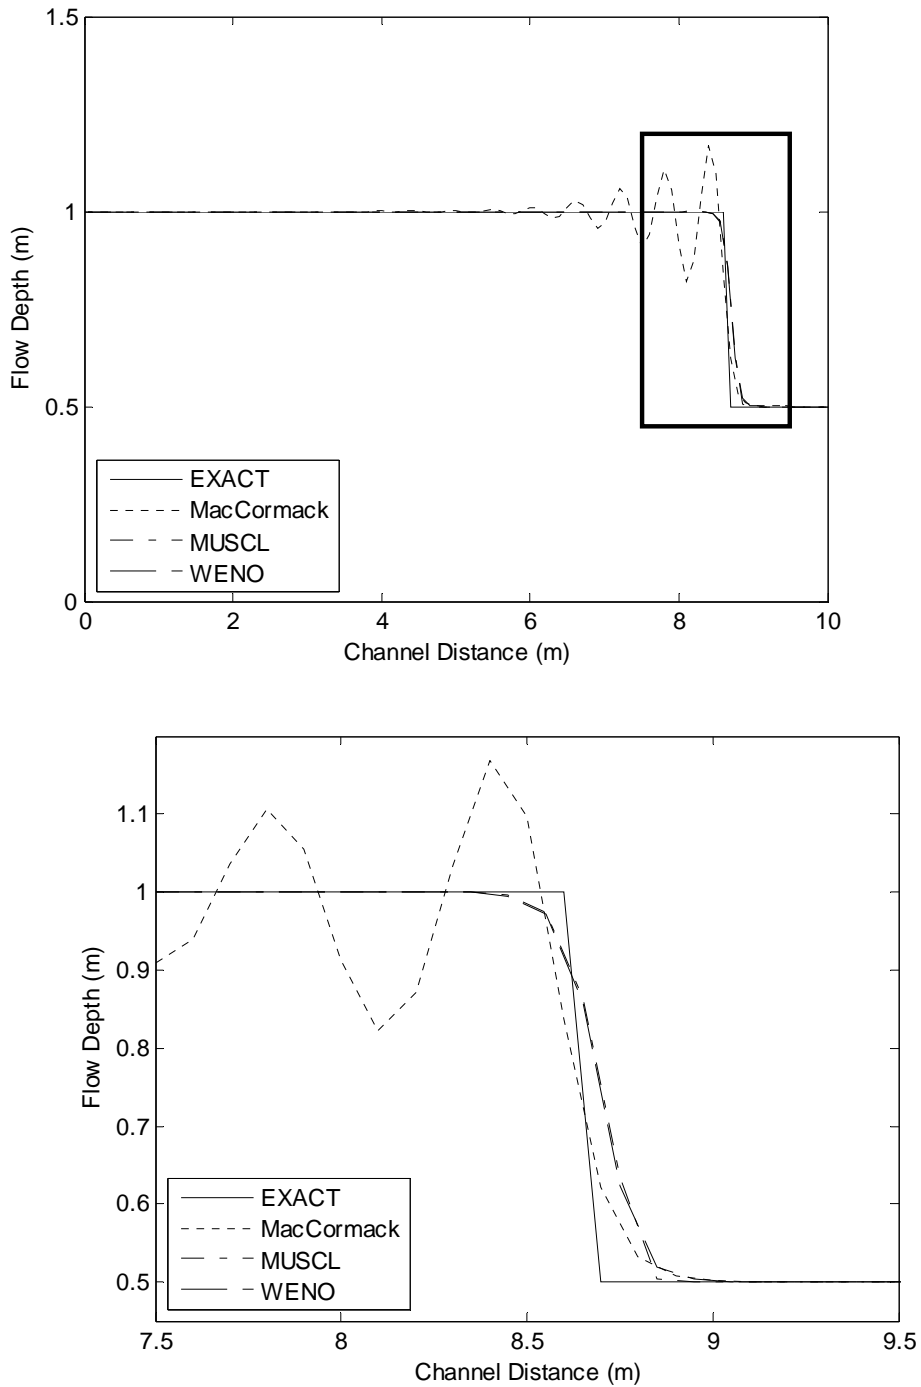 1.5
1
0.5
0
Flow Depth (m)
EXACT
MacCormack
MUSCL
WENO
0 2 4 6 8 10
Channel Distance (m)
1.1
1
0.9
0.8
0.7
0.6
0.5
Flow Depth (m)
EXACT
MacCormack
MUSCL
WENO
7.5 8 8.5 9 9.5
Channel Distance (m)